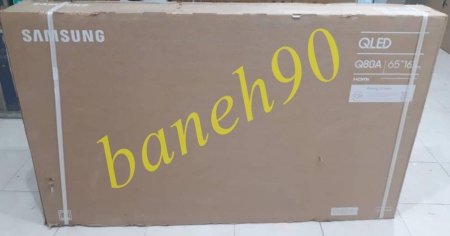 SAMSUNG
QLED
Q80A 65"
baneh90